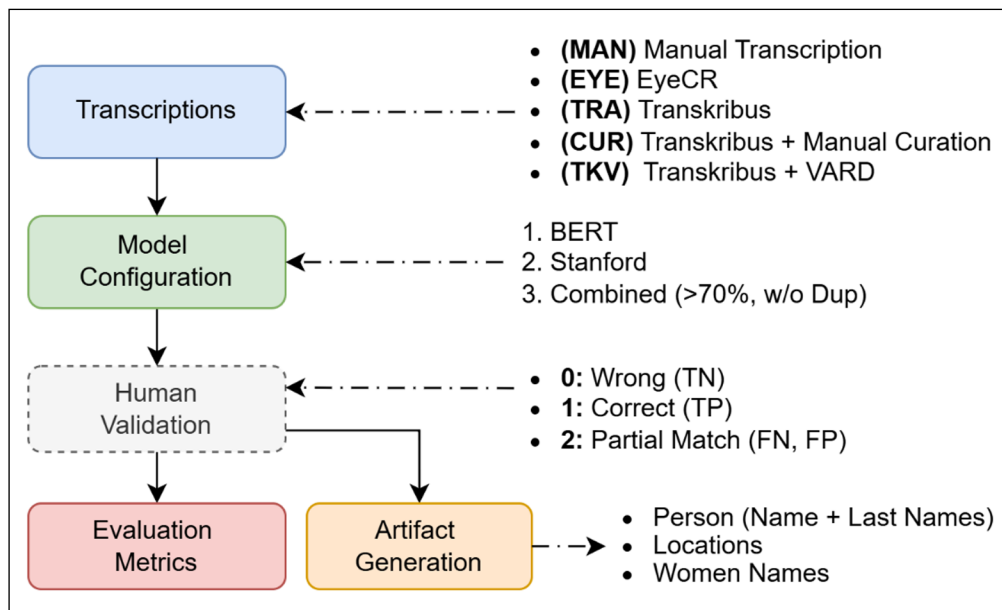 Transcriptions
• (MAN) Manual Transcription
• (EYE) EyeCR
• (TRA) Transkribus
• (CUR) Transkribus + Manual Curation
• (TKV) Transkribus + VARD
Model
Configuration
1. BERT
2. Stanford
3. Combined (>70%, w/o Dup)
Human
Validation
• 0: Wrong (TN)
• 1: Correct (TP)
• 2: Partial Match (FN, FP)
Evaluation
Metrics
Artifact
Generation
• Person (Name + Last Names)
• Locations
• Women Names